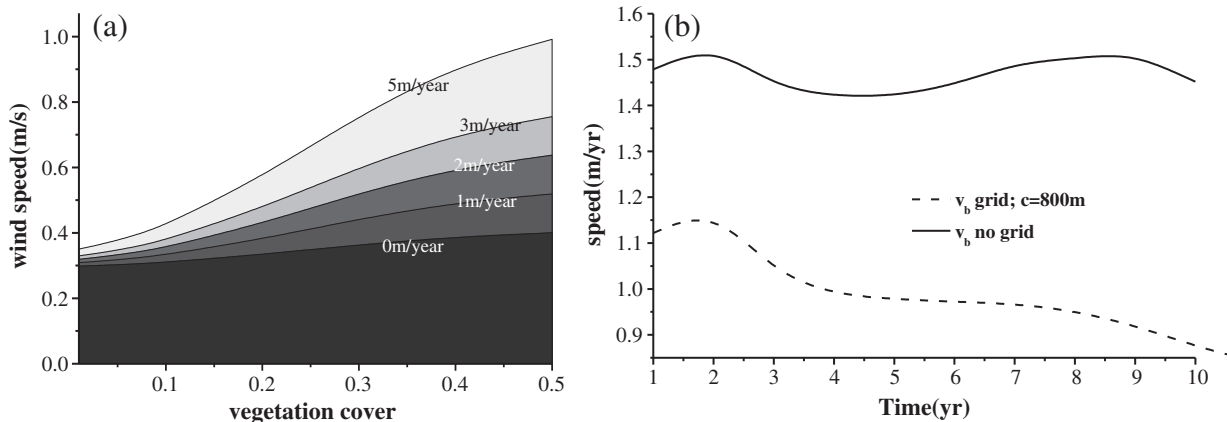 (a)
wind speed(m/s)
1.0
0.8
0.6
0.4
0.2
0.0
5m/year
3m/year
2m/year
1m/year
0m/year
0.1 0.2 0.3 0.4 0.5
vegetation cover
(b)
speed(m/yr)
1.6
1.5
1.4
1.3
1.2
1.1
1.0
0.9
v_b grid; c=800m
v_b no grid
1 2 3 4 5 6 7 8 9 10
Time(yr)